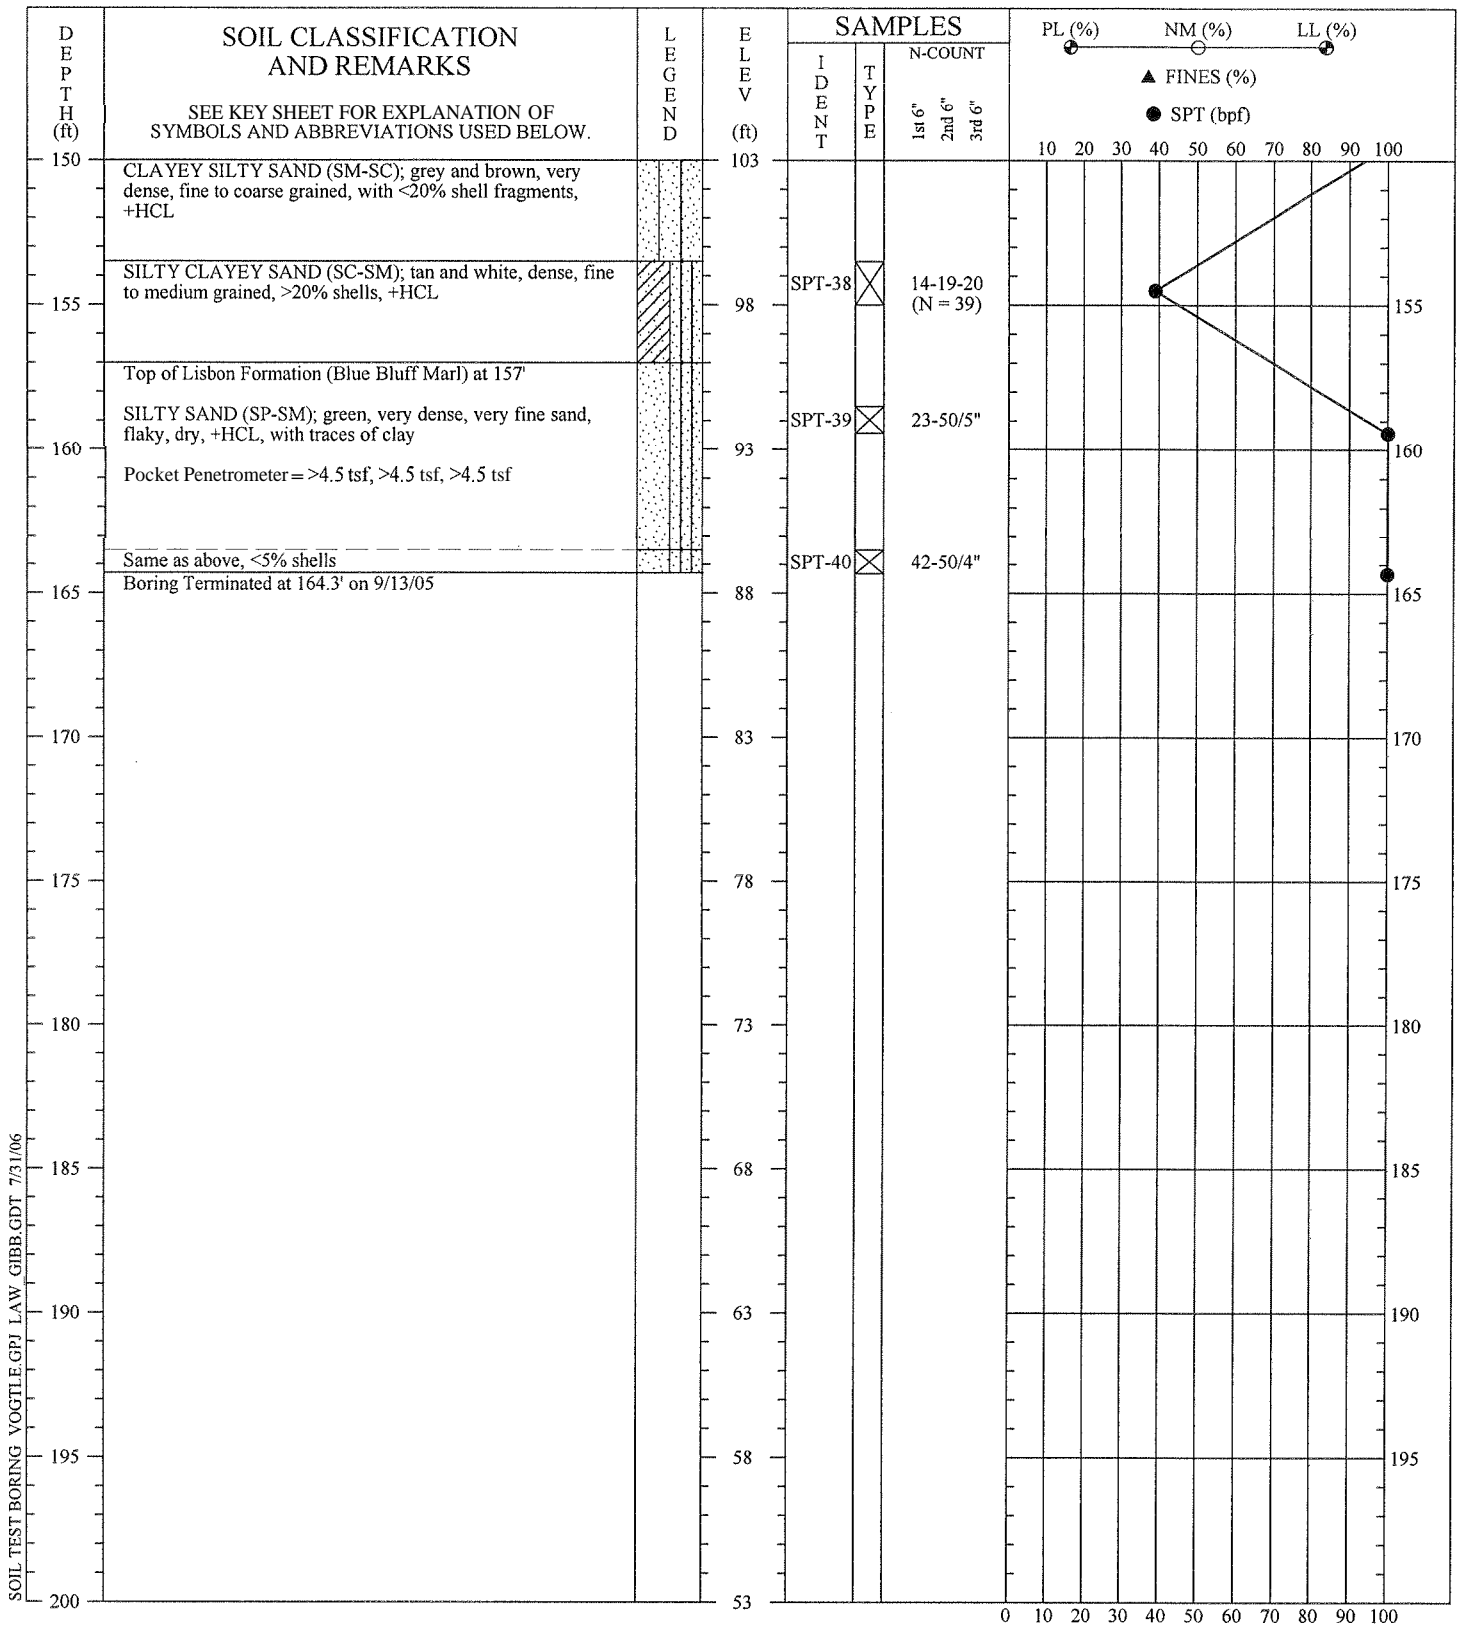 DEPTH (ft)
SOIL CLASSIFICATION
AND REMARKS
SEE KEY SHEET FOR EXPLANATION OF
SYMBOLS AND ABBREVIATIONS USED BELOW.
LEGEND
ELEV (ft)
SAMPLES
IDENT
TYPE
N-COUNT
1st 6"
2nd 6"
3rd 6"
PL (%) NM (%) LL (%)
▲ FINES (%)
● SPT (bpf)
10 20 30 40 50 60 70 80 90 100
150 103
CLAYEY SILTY SAND (SM-SC); grey and brown, very
dense, fine to coarse grained, with <20% shell fragments,
+HCL
SILTY CLAYEY SAND (SC-SM); tan and white, dense, fine
to medium grained, >20% shells, +HCL
SPT-38 14-19-20
(N = 39)
155 98 155
Top of Lisbon Formation (Blue Bluff Marl) at 157'
SILTY SAND (SP-SM); green, very dense, very fine sand,
flaky, dry, +HCL, with traces of clay
SPT-39 23-50/5"
160 93 160
Pocket Penetrometer = >4.5 tsf, >4.5 tsf, >4.5 tsf
Same as above, <5% shells
SPT-40 42-50/4"
Boring Terminated at 164.3' on 9/13/05
165 88 165
170 83 170
175 78 175
180 73 180
185 68 185
190 63 190
195 58 195
200 53
0 10 20 30 40 50 60 70 80 90 100
SOIL TEST BORING VOGTLE.GPJ LAW_GIBB.GDT 7/31/06